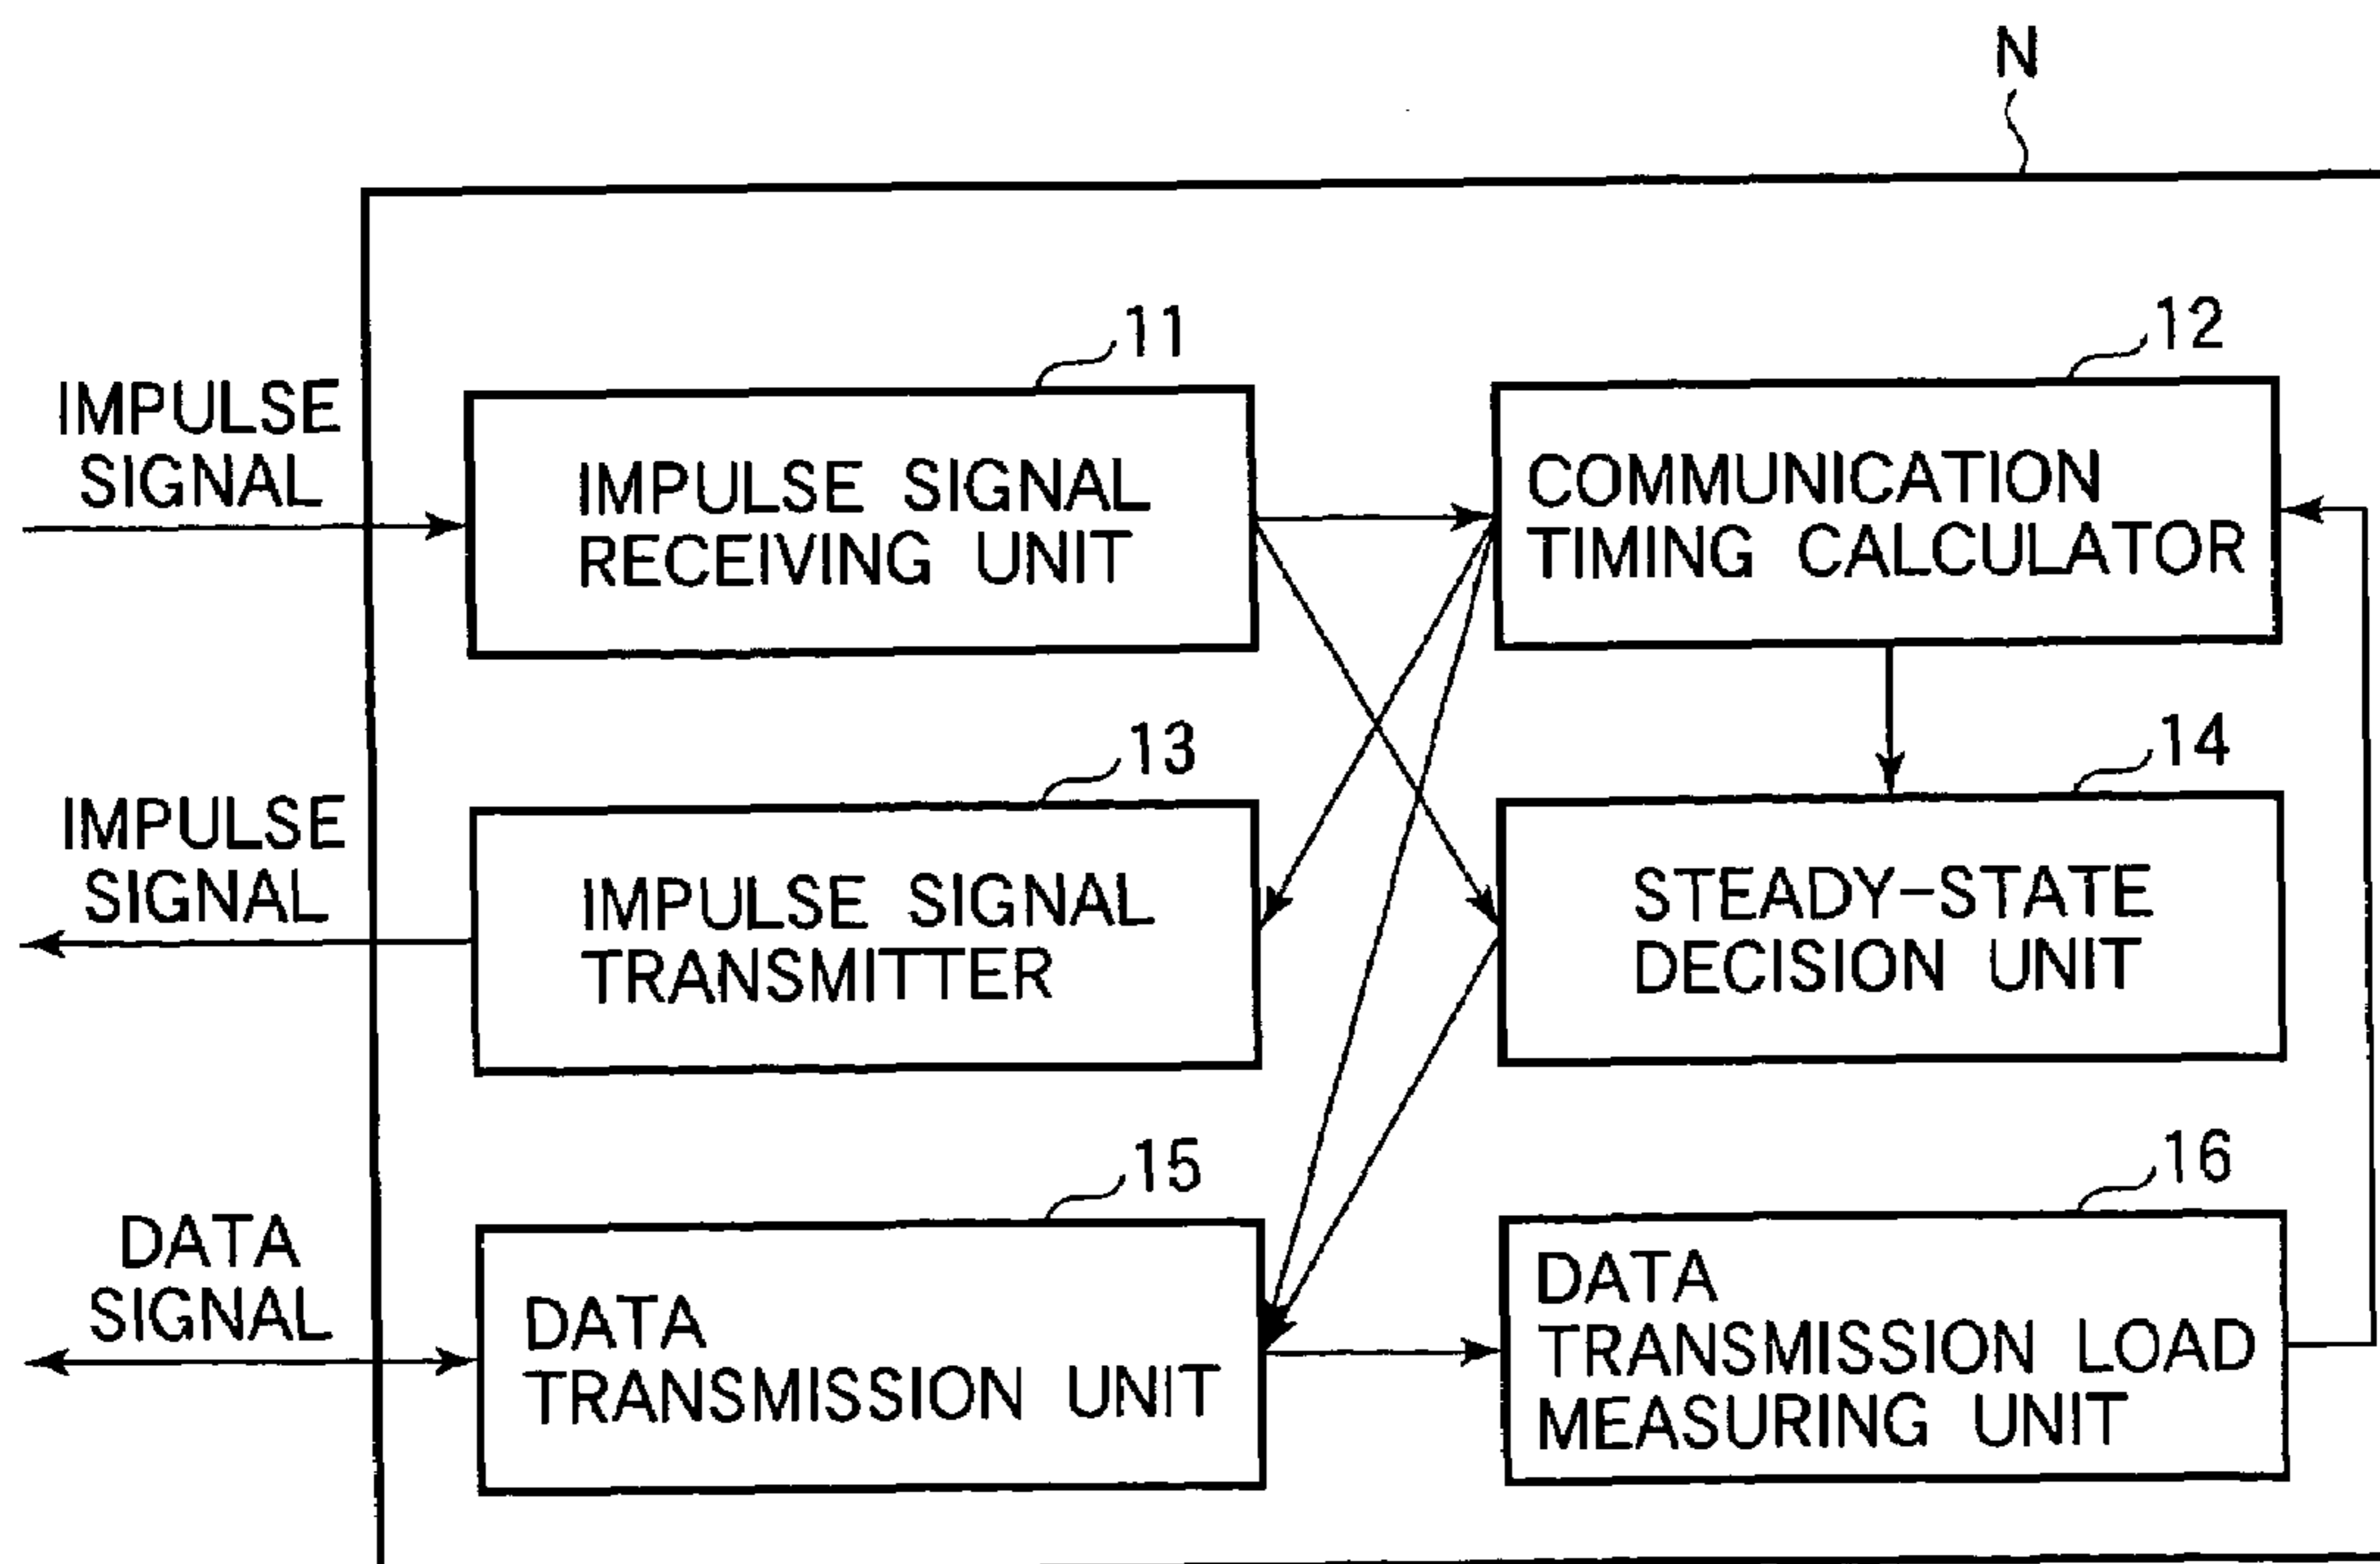 N
11
12
IMPULSE
SIGNAL
IMPULSE SIGNAL
RECEIVING UNIT
COMMUNICATION
TIMING CALCULATOR
13
14
IMPULSE
SIGNAL
IMPULSE SIGNAL
TRANSMITTER
STEADY-STATE
DECISION UNIT
15
16
DATA
SIGNAL
DATA
TRANSMISSION UNIT
DATA
TRANSMISSION LOAD
MEASURING UNIT